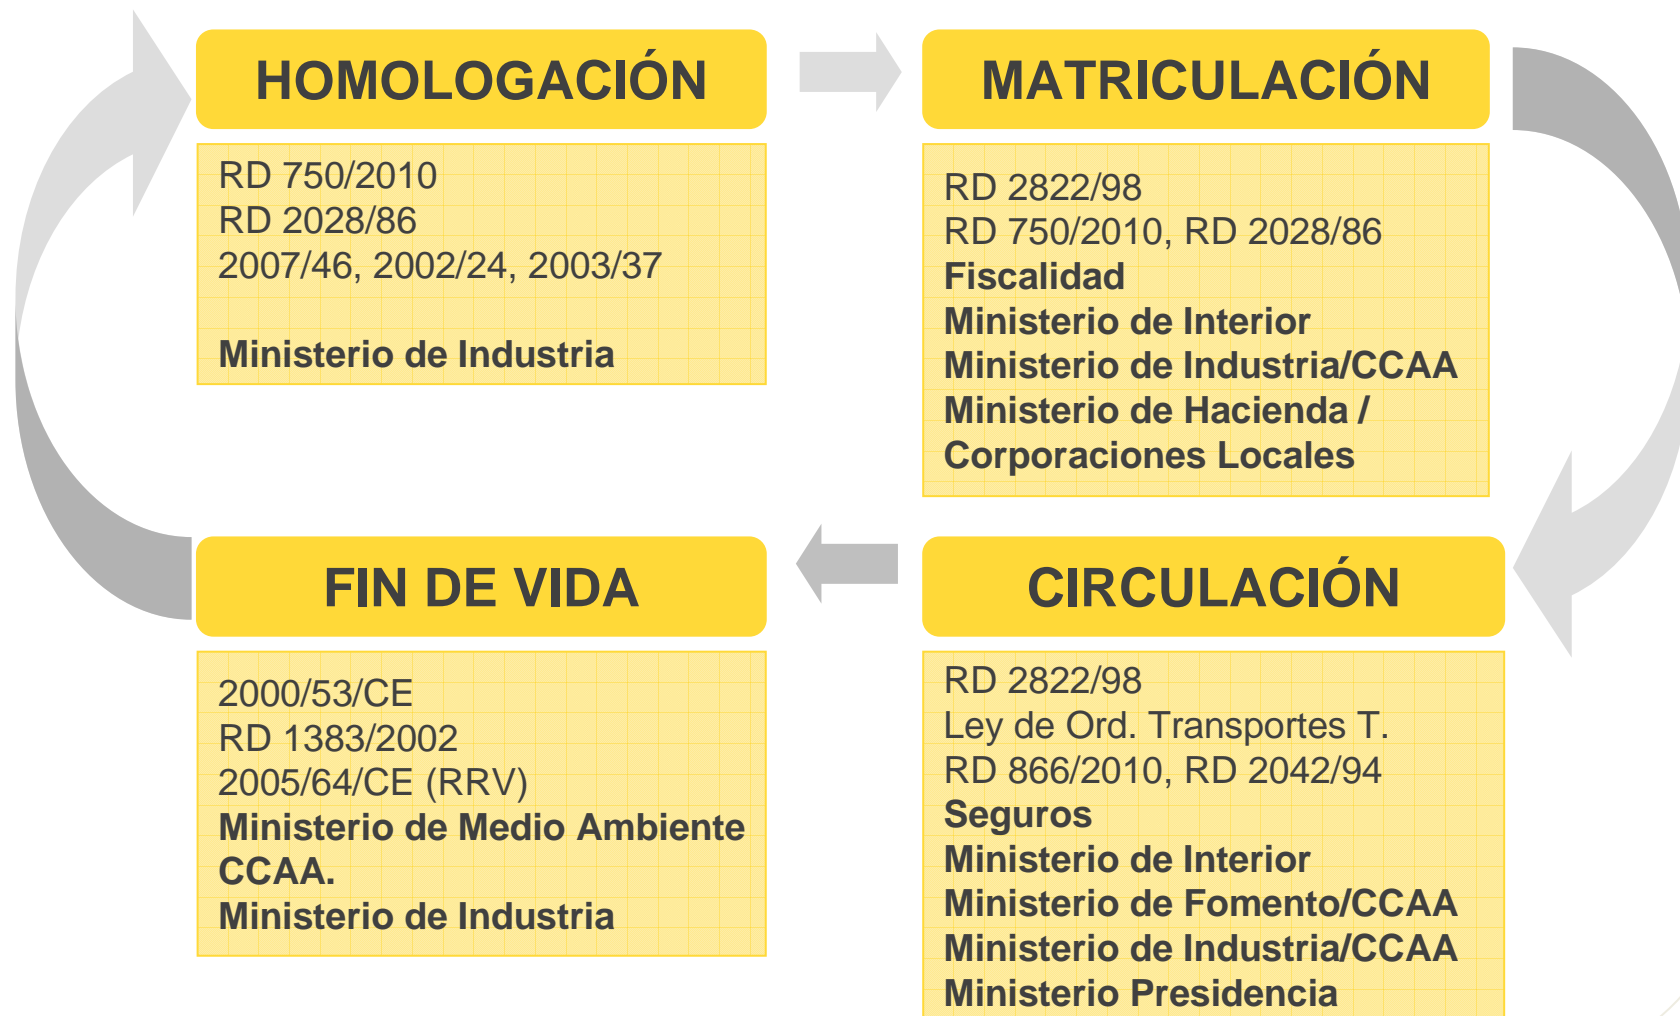 HOMOLOGACIÓN
RD 750/2010
RD 2028/86
2007/46, 2002/24, 2003/37
Ministerio de Industria
MATRICULACIÓN
RD 2822/98
RD 750/2010, RD 2028/86
Fiscalidad
Ministerio de Interior
Ministerio de Industria/CCAA
Ministerio de Hacienda /
Corporaciones Locales
FIN DE VIDA
2000/53/CE
RD 1383/2002
2005/64/CE (RRV)
Ministerio de Medio Ambiente
CCAA.
Ministerio de Industria
CIRCULACIÓN
RD 2822/98
Ley de Ord. Transportes T.
RD 866/2010, RD 2042/94
Seguros
Ministerio de Interior
Ministerio de Fomento/CCAA
Ministerio de Industria/CCAA
Ministerio Presidencia